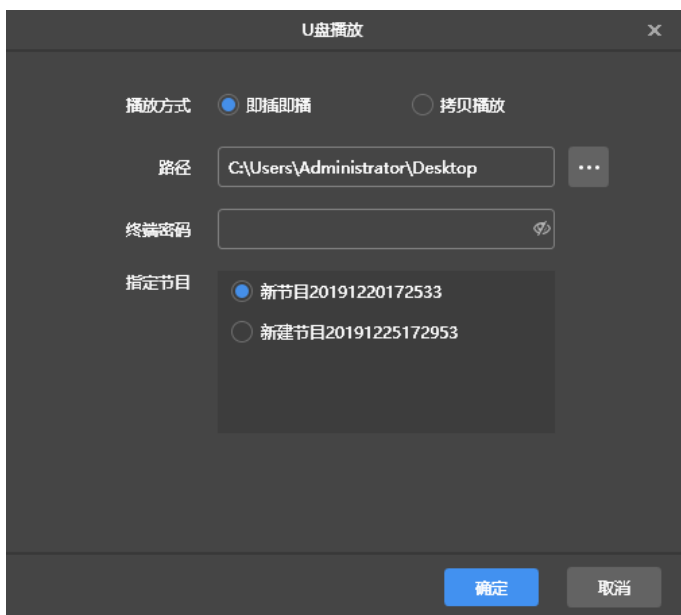 U盘播放
播放方式 即插即播 拷贝播放
路径 C:\Users\Administrator\Desktop ...
终端密码
指定节目 新节目20191220172533
新建节目20191225172953
确定 取消